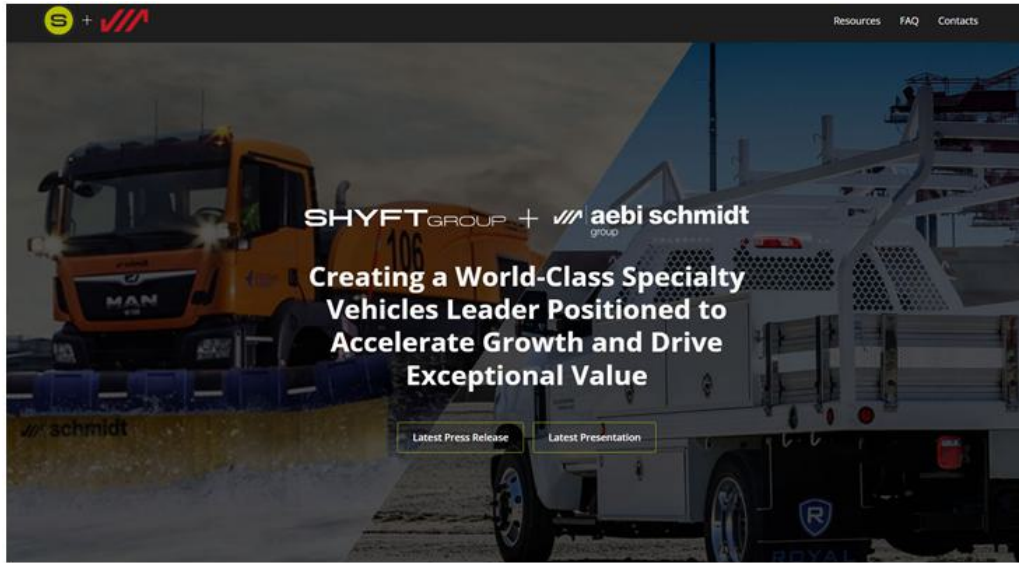 S +
Resources FAQ Contacts
SHYFTGROUP + aebi schmidt
group
Creating a World-Class Specialty
Vehicles Leader Positioned to
Accelerate Growth and Drive
Exceptional Value
106
MAN
schmidt
Latest Press Release Latest Presentation
R
ROYAL